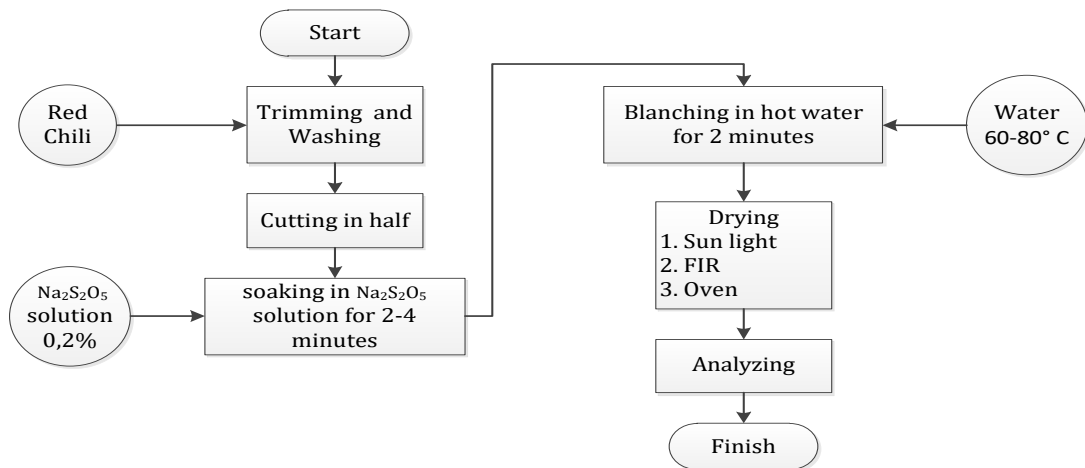 Start
Red
Chili
Trimming and
Washing
Cutting in half
Na₂S₂O₅
solution
0,2%
soaking in Na₂S₂O₅
solution for 2-4
minutes
Blanching in hot water
for 2 minutes
Water
60-80° C
Drying
1. Sun light
2. FIR
3. Oven
Analyzing
Finish